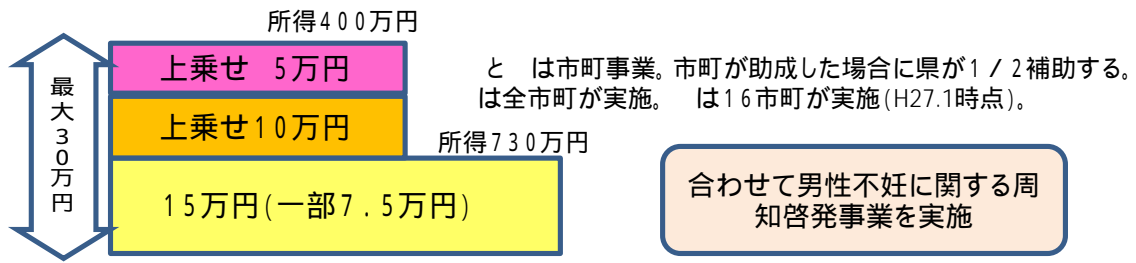 所得400万円
上乗せ 5万円
上乗せ10万円
所得730万円
15万円(一部7.5万円)
最大30万円
と は市町事業。市町が助成した場合に県が1/2補助する。
は全市町が実施。 は16市町が実施(H27.1時点)。
合わせて男性不妊に関する周
知啓発事業を実施